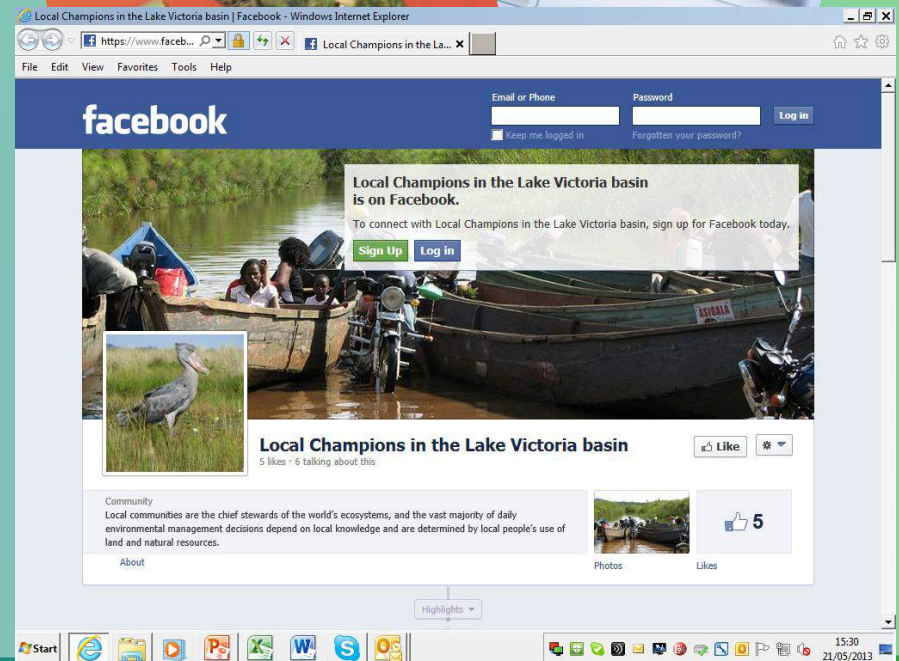 Local Champions in the Lake Victoria basin | Facebook - Windows Internet Explorer
https://www.faceb...
Local Champions in the La...
File Edit View Favorites Tools Help
facebook
Email or Phone
Password
Log in
Keep me logged in
Forgotten your password?
Local Champions in the Lake Victoria basin
is on Facebook.
To connect with Local Champions in the Lake Victoria basin, sign up for Facebook today.
Sign Up Log in
ASIGALA
Local Champions in the Lake Victoria basin
5 likes · 6 talking about this
Like
Community
Local communities are the chief stewards of the world's ecosystems, and the vast majority of daily
environmental management decisions depend on local knowledge and are determined by local people's use of
land and natural resources.
About
5
Photos
Likes
Highlights
Start
15:30
21/05/2013